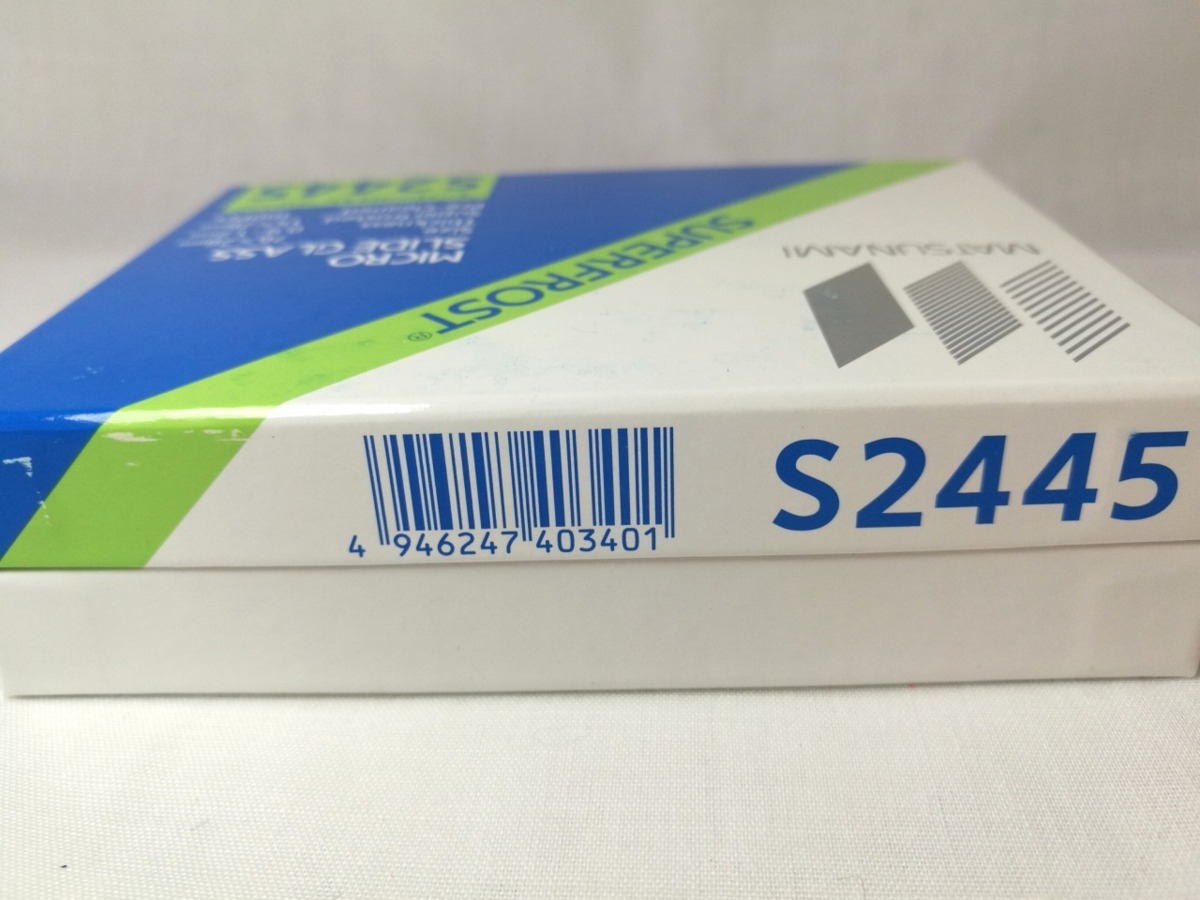 S2445
MICRO
SLIDE GLASS
SUPERFROST®
MATSUNAMI
4 946247 403401
S2445